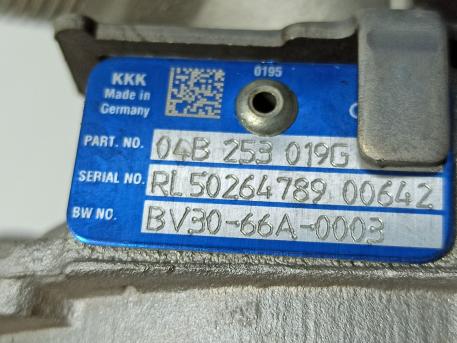 KKK
Made in
Germany
0195
PART. NO. 04B 253 019G
SERIAL NO. RL50264789 00642
BW NO. BV30-66A-0003